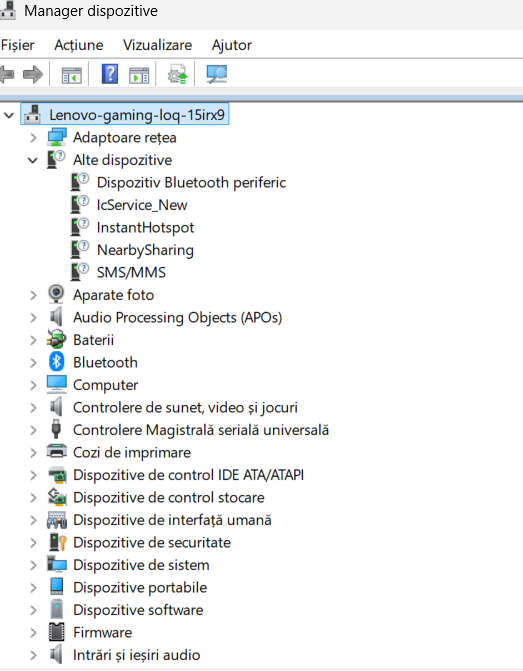 Manager dispozitive
Fișier Acțiune Vizualizare Ajutor
Lenovo-gaming-loq-15irx9
Adaptoare rețea
Alte dispozitive
Dispozitiv Bluetooth periferic
IcService_New
InstantHotspot
NearbySharing
SMS/MMS
Aparate foto
Audio Processing Objects (APOs)
Baterii
Bluetooth
Computer
Controlere de sunet, video și jocuri
Controlere Magistrală serială universală
Cozi de imprimare
Dispozitive de control IDE ATA/ATAPI
Dispozitive de control stocare
Dispozitive de interfață umană
Dispozitive de securitate
Dispozitive de sistem
Dispozitive portabile
Dispozitive software
Firmware
Intrări și ieșiri audio